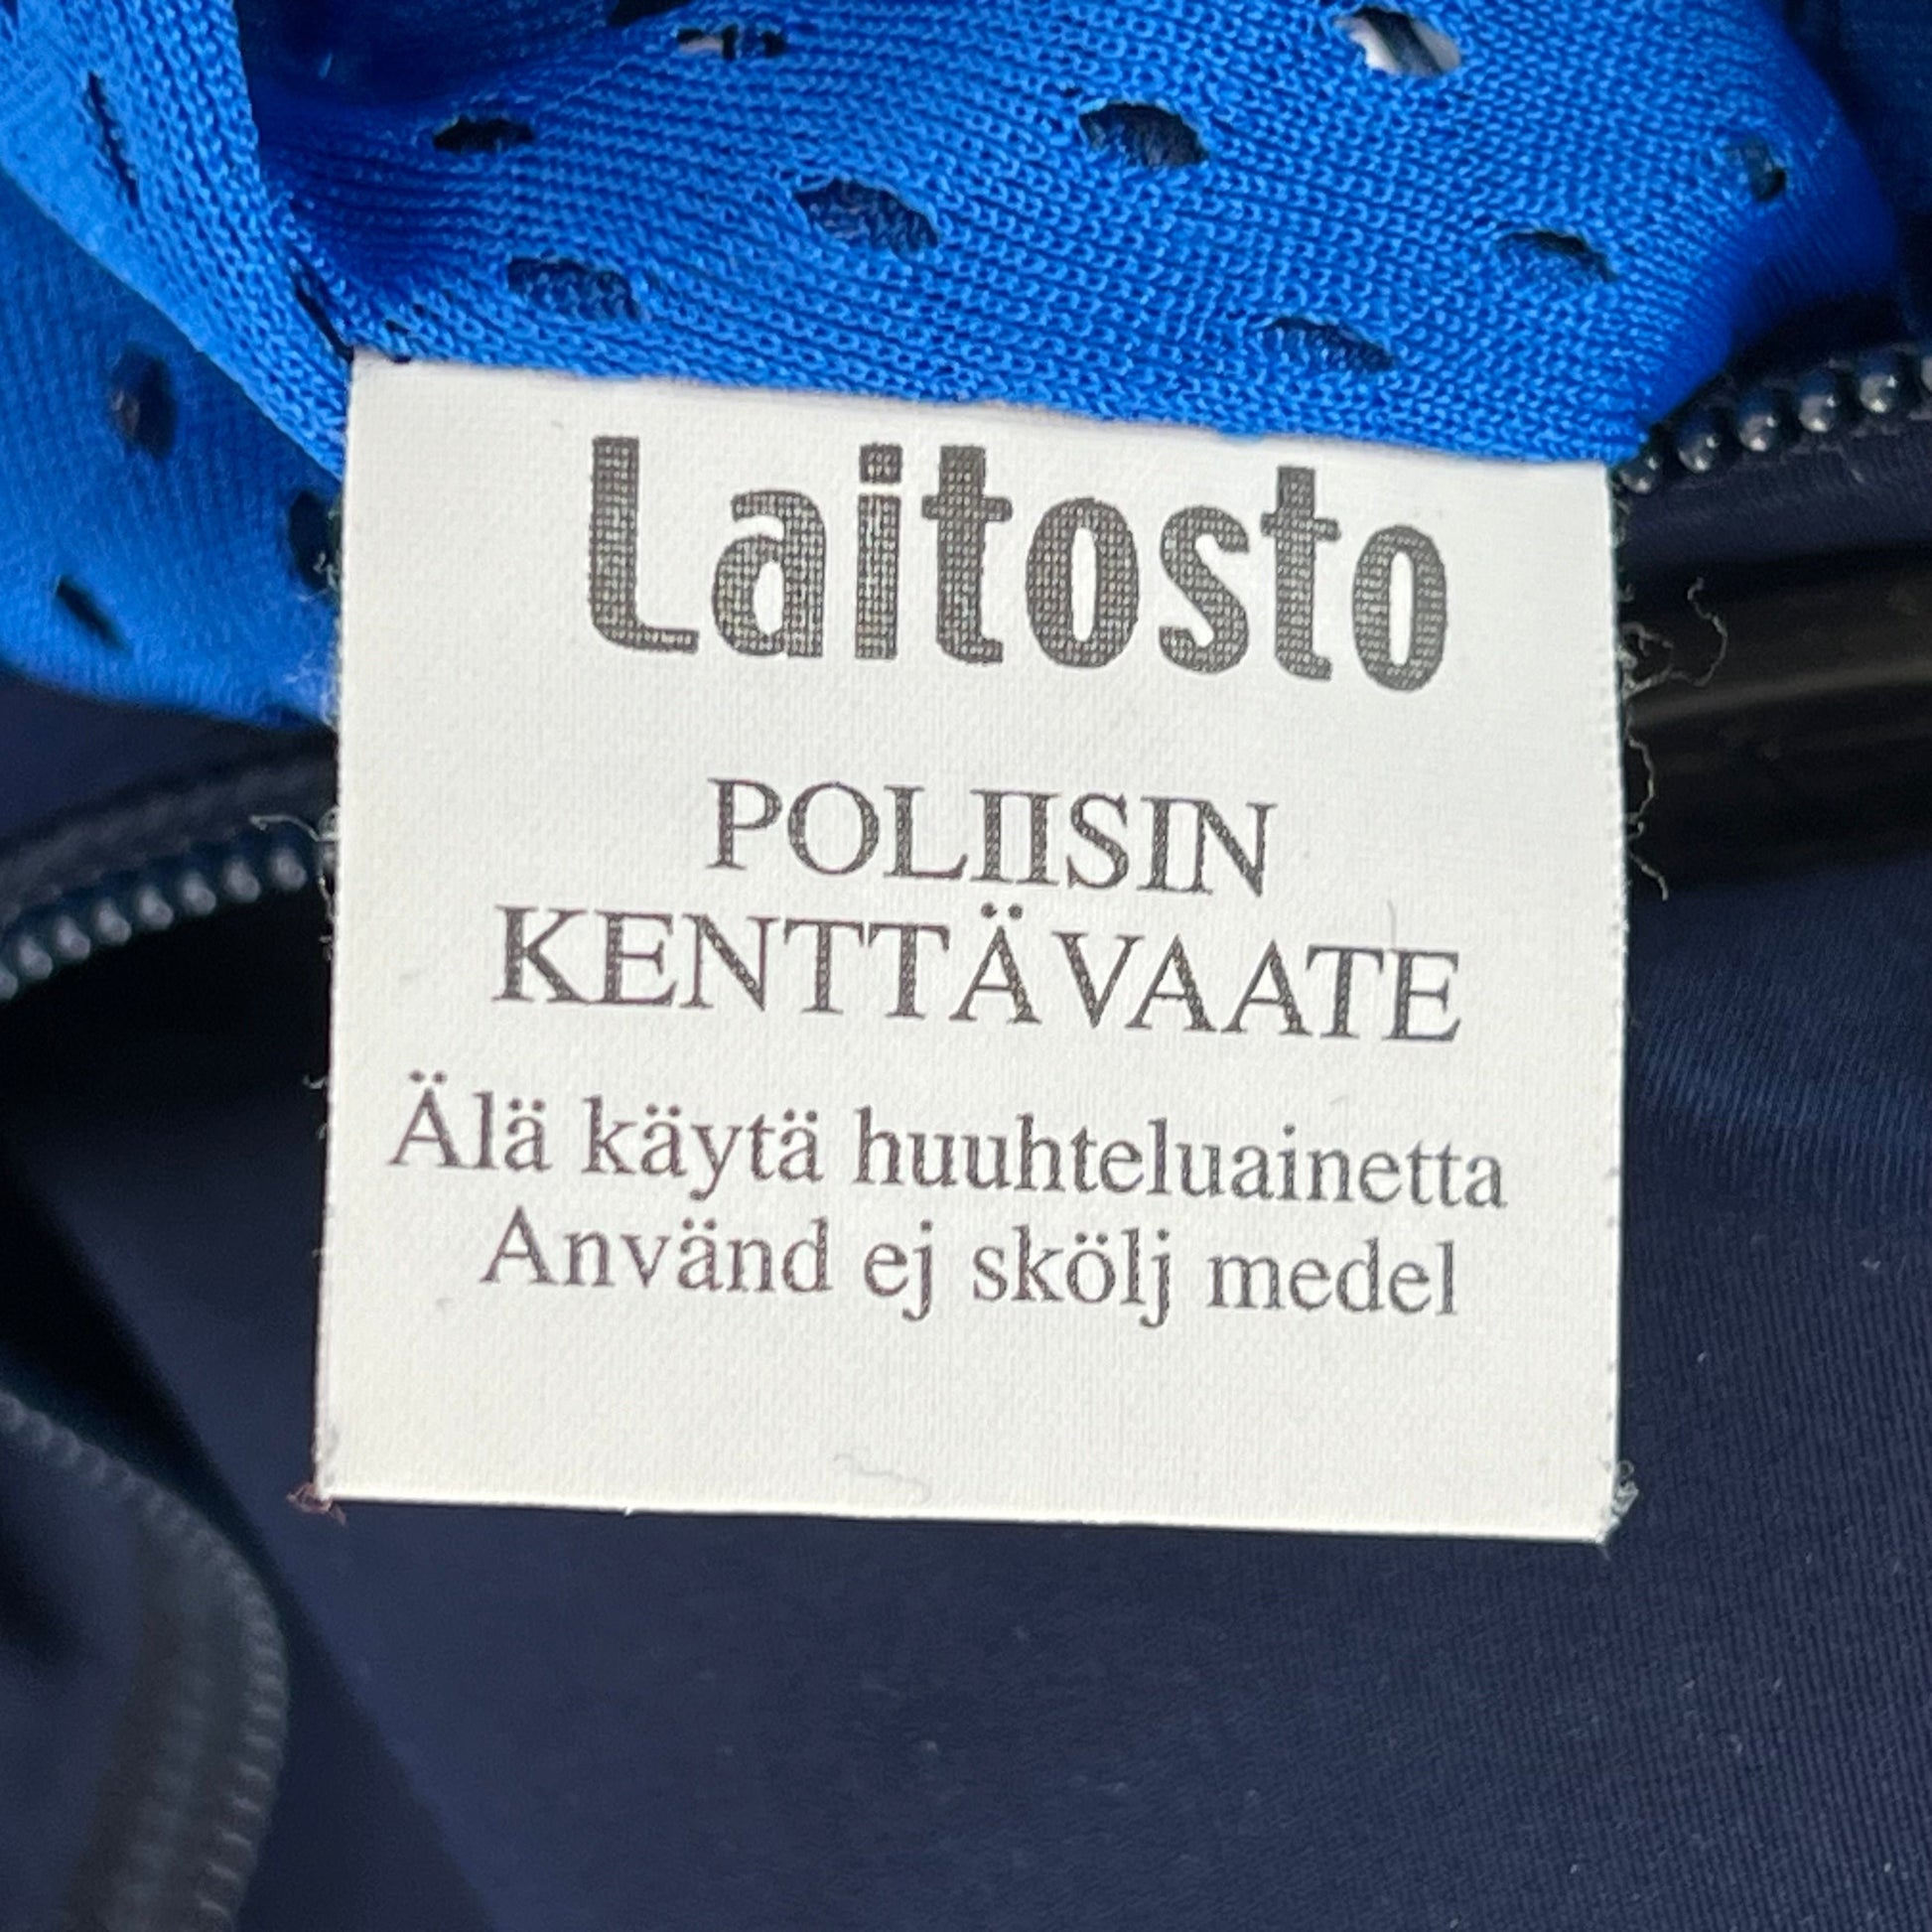 Laitosto
POLIISIN
KENTTÄVAATE
Älä käytä huuhteluainetta
Använd ej skölj medel